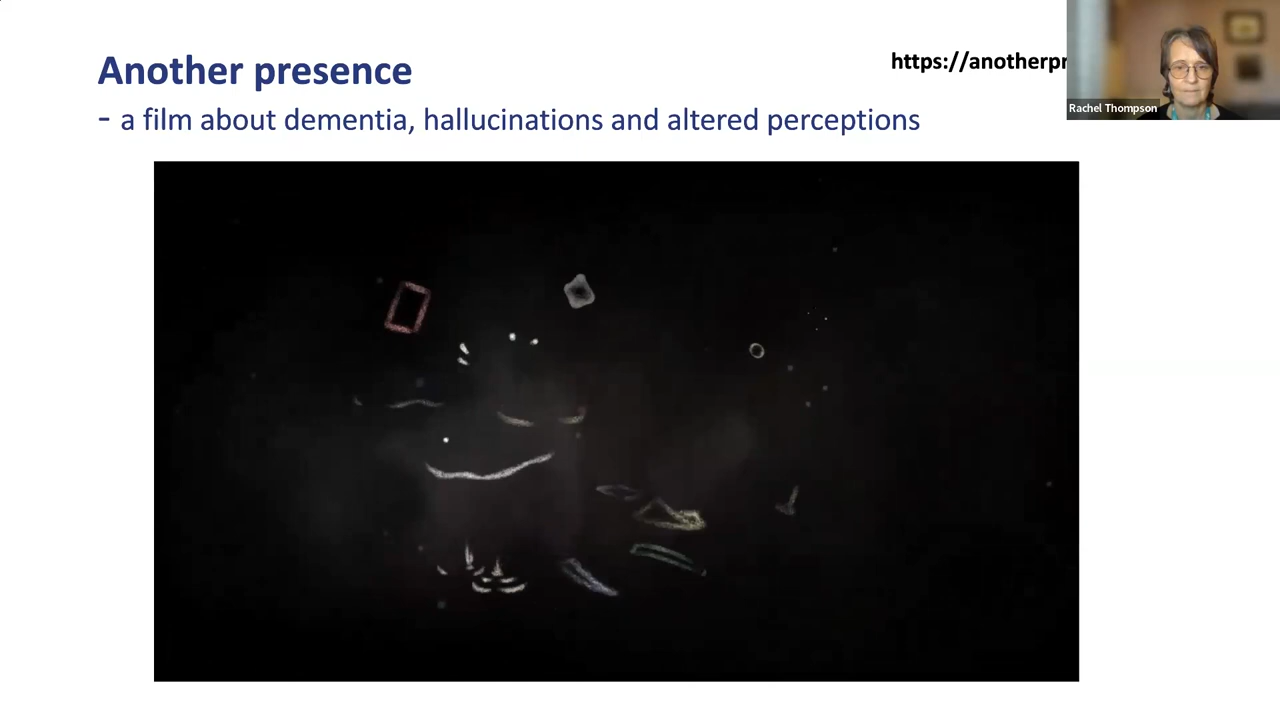 Another presence
https://anotherpr
- a film about dementia, hallucinations and altered perceptions
Rachel Thompson